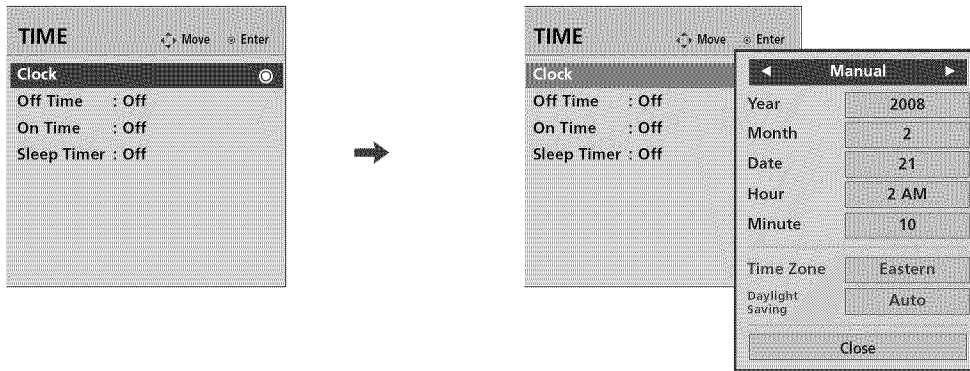 TIME
Move Enter
Clock
Off Time : Off
On Time : Off
Sleep Timer : Off
TIME
Move Enter
Clock
Off Time : Off
On Time : Off
Sleep Timer : Off
Manual
Year 2008
Month 2
Date 21
Hour 2 AM
Minute 10
Time Zone Eastern
Daylight
Saving Auto
Close